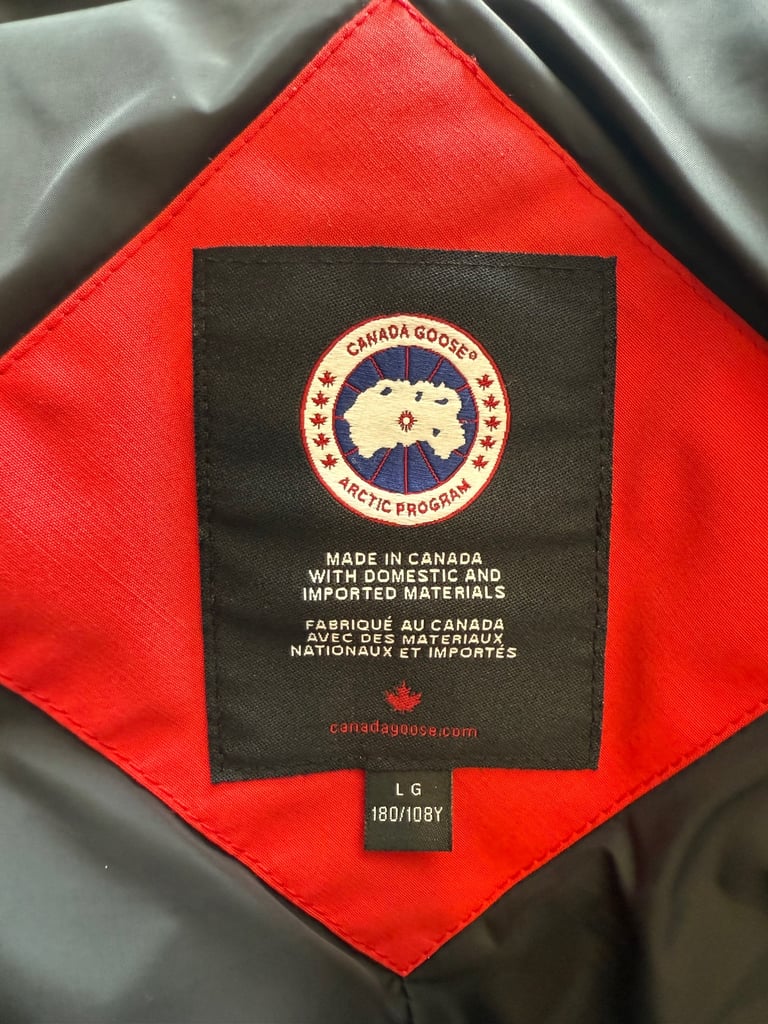 CANADA GOOSE®
ARCTIC PROGRAM
MADE IN CANADA
WITH DOMESTIC AND
IMPORTED MATERIALS
FABRIQUÉ AU CANADA
AVEC DES MATERIAUX
NATIONAUX ET IMPORTÉS
canadagoose.com
LG
180/108Y